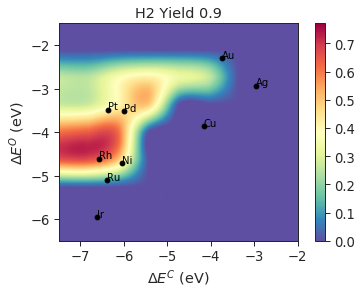 H2 Yield 0.9
ΔE^O (eV)
−2
−3
−4
−5
−6
Au
Ag
Pt
Pd
Cu
Rh
Ni
Ru
Ir
0.7
0.6
0.5
0.4
0.3
0.2
0.1
0.0
−7 −6 −5 −4 −3 −2
ΔE^C (eV)